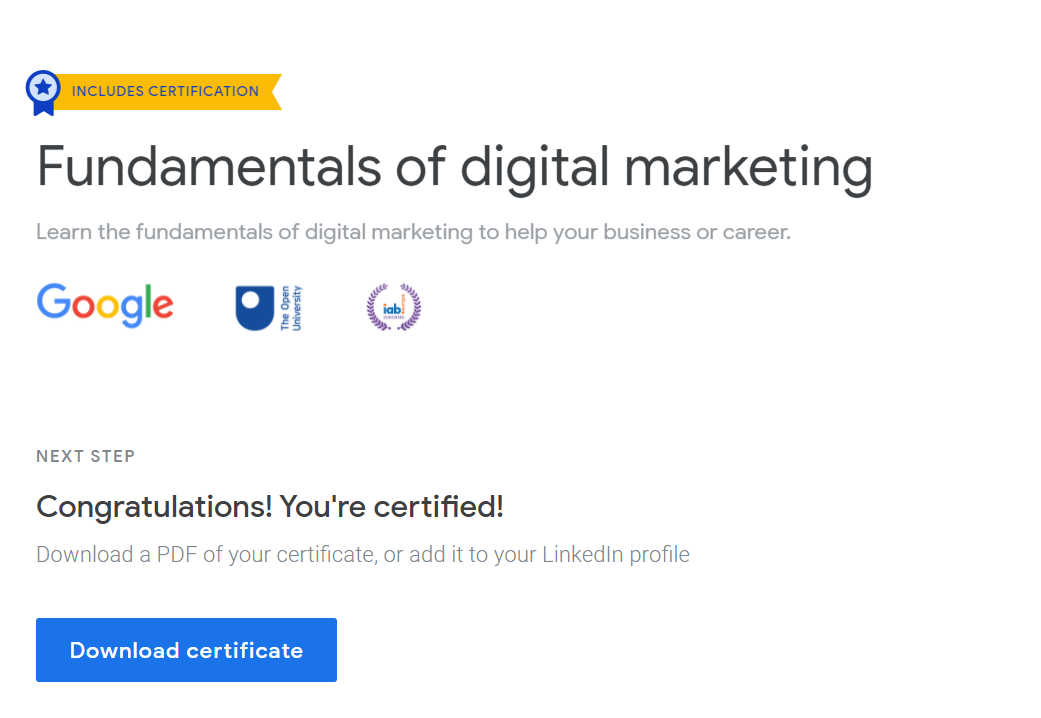 INCLUDES CERTIFICATION
Fundamentals of digital marketing
Learn the fundamentals of digital marketing to help your business or career.
Google
The Open
University
iab
NEXT STEP
Congratulations! You're certified!
Download a PDF of your certificate, or add it to your LinkedIn profile
Download certificate